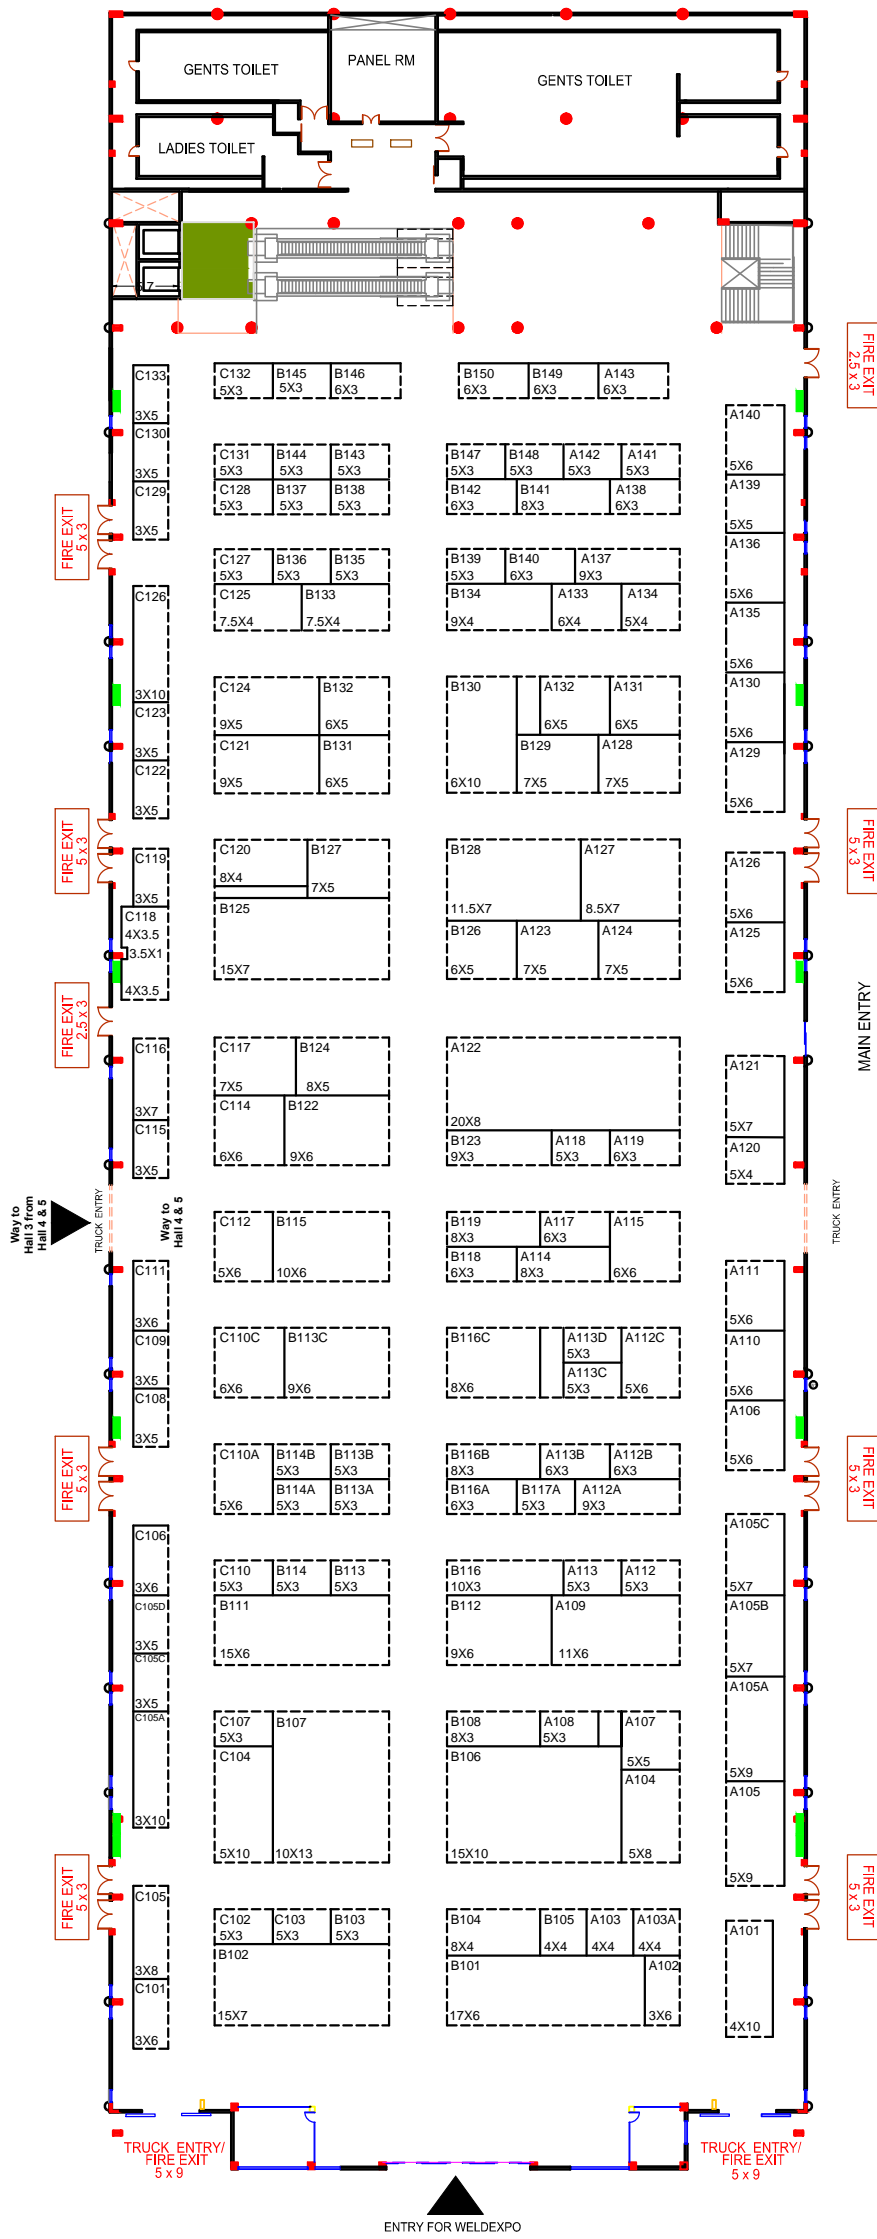 GENTS TOILET
PANEL RM
GENTS TOILET
LADIES TOILET
5.7
FIRE EXIT
2.5 x 3
C133
3X5
C132
5X3
B145
5X3
B146
6X3
B150
6X3
B149
6X3
A143
6X3
A140
5X6
C130
3X5
C131
5X3
B144
5X3
B143
5X3
B147
5X3
B148
5X3
A142
5X3
A141
5X3
C129
3X5
C128
5X3
B137
5X3
B138
5X3
B142
6X3
B141
8X3
A138
6X3
A139
5X5
FIRE EXIT
5 x 3
C127
5X3
B136
5X3
B135
5X3
B139
5X3
B140
6X3
A137
9X3
A136
5X6
C126
3X10
C125
7.5X4
B133
7.5X4
B134
9X4
A133
6X4
A134
5X4
A135
5X6
C124
9X5
B132
6X5
B130
6X10
A132
6X5
A131
6X5
A130
5X6
C123
3X5
C121
9X5
B131
6X5
B129
7X5
A128
7X5
A129
5X6
C122
3X5
FIRE EXIT
5 x 3
FIRE EXIT
5 x 3
C119
3X5
C120
8X4
B127
7X5
B128
11.5X7
A127
8.5X7
A126
5X6
C118
4X3.5
3.5X1
4X3.5
B125
15X7
B126
6X5
A123
7X5
A124
7X5
A125
5X6
FIRE EXIT
2.5 x 3
MAIN ENTRY
C116
3X7
C117
7X5
B124
8X5
A122
20X8
A121
5X7
C115
3X5
C114
6X6
B122
9X6
B123
9X3
A118
5X3
A119
6X3
A120
5X4
Way to
Hall 3 from
Hall 4 & 5
TRUCK ENTRY
Way to
Hall 4 & 5
TRUCK ENTRY
C112
5X6
B115
10X6
B119
8X3
A117
6X3
A115
6X6
B118
6X3
A114
8X3
C111
3X6
A111
5X6
C109
3X5
C110C
6X6
B113C
9X6
B116C
8X6
A113D
5X3
A113C
5X3
A112C
5X6
A110
5X6
C108
3X5
A106
5X6
FIRE EXIT
5 x 3
FIRE EXIT
5 x 3
C110A
5X6
B114B
5X3
B113B
5X3
B116B
8X3
A113B
6X3
A112B
6X3
B114A
5X3
B113A
5X3
B116A
6X3
B117A
5X3
A112A
9X3
A105C
5X7
C106
3X6
C110
5X3
B114
5X3
B113
5X3
B116
10X3
A113
5X3
A112
5X3
C105D
3X5
B111
15X6
B112
9X6
A109
11X6
A105B
5X7
C105C
3X5
A105A
5X9
C105A
3X10
C107
5X3
B107
10X13
B108
8X3
A108
5X3
A107
5X5
C104
5X10
B106
15X10
A104
5X8
A105
5X9
FIRE EXIT
5 x 3
FIRE EXIT
5 x 3
C105
3X8
C102
5X3
C103
5X3
B103
5X3
B104
8X4
B105
4X4
A103
4X4
A103A
4X4
A101
4X10
C101
3X6
B102
15X7
B101
17X6
A102
3X6
TRUCK ENTRY/
FIRE EXIT
5 x 9
TRUCK ENTRY/
FIRE EXIT
5 x 9
ENTRY FOR WELDEXPO